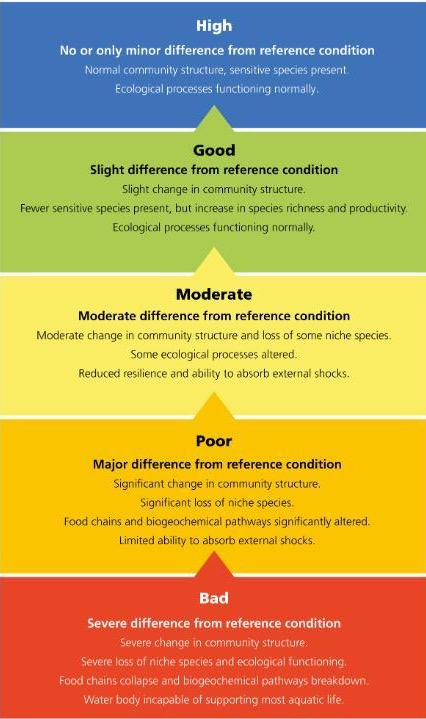 High
No or only minor difference from reference condition
Normal community structure, sensitive species present.
Ecological processes functioning normally.
Good
Slight difference from reference condition
Slight change in community structure.
Fewer sensitive species present, but increase in species richness and productivity.
Ecological processes functioning normally.
Moderate
Moderate difference from reference condition
Moderate change in community structure and loss of some niche species.
Some ecological processes altered.
Reduced resilience and ability to absorb external shocks.
Poor
Major difference from reference condition
Significant change in community structure.
Significant loss of niche species.
Food chains and biogeochemical pathways significantly altered.
Limited ability to absorb external shocks.
Bad
Severe difference from reference condition
Severe change in community structure.
Severe loss of niche species and ecological functioning.
Food chains collapse and biogeochemical pathways breakdown.
Water body incapable of supporting most aquatic life.